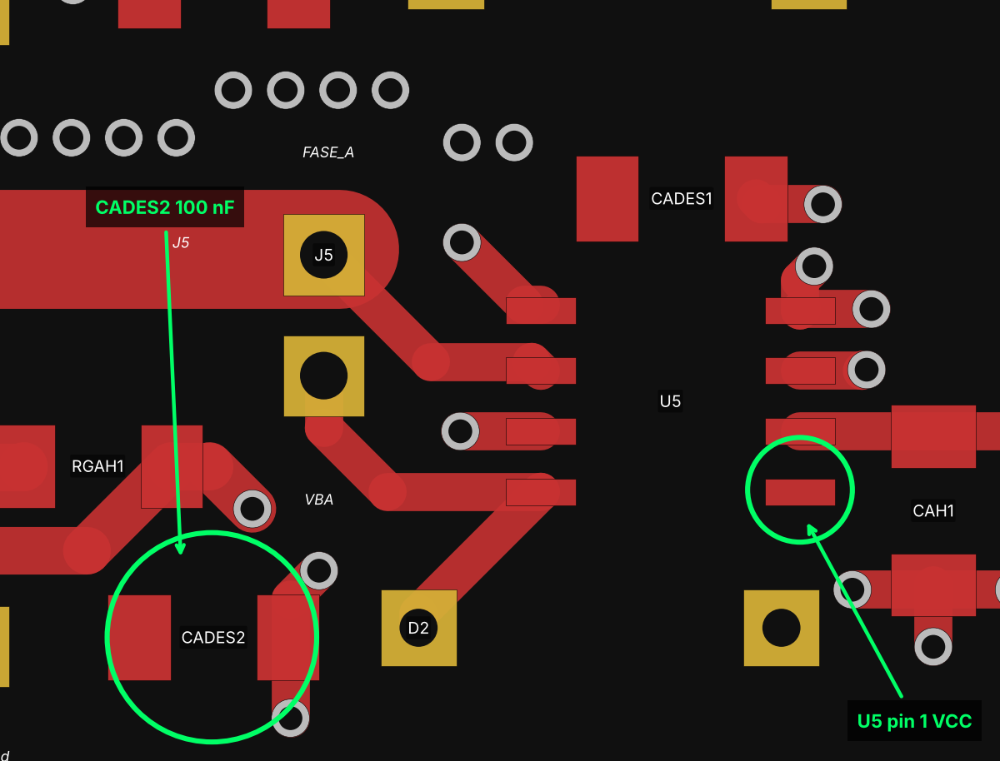 FASE_A
CADES1
CADES2 100 nF
J5
J5
U5
RGAH1
VBA
CAH1
CADES2
D2
U5 pin 1 VCC
d